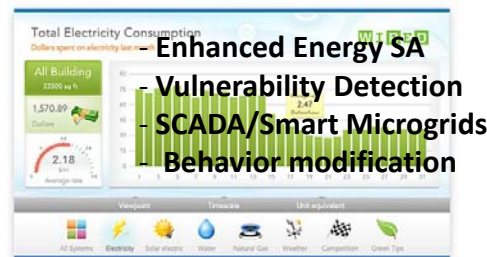 Total Electricity Consumption
Dollars spent on electricity last
WIRED
- Enhanced Energy SA
- Vulnerability Detection
- SCADA/Smart Microgrids
- Behavior modification
All Building
1,570.89
Dollars
2.47
2.18
Average rate
Viewpoint Timescale Unit equivalent
All Systems Electricity Solar electric Water Natural Gas Weather Competition Green Tips